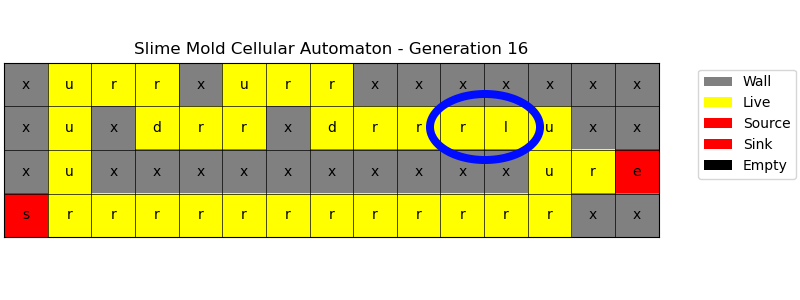 Slime Mold Cellular Automaton - Generation 16
x u r r x u r r x x x x x x x
x u x d r r x d r r r l u x x
x u x x x x x x x x x x u r e
s r r r r r r r r r r r r x x
Wall
Live
Source
Sink
Empty